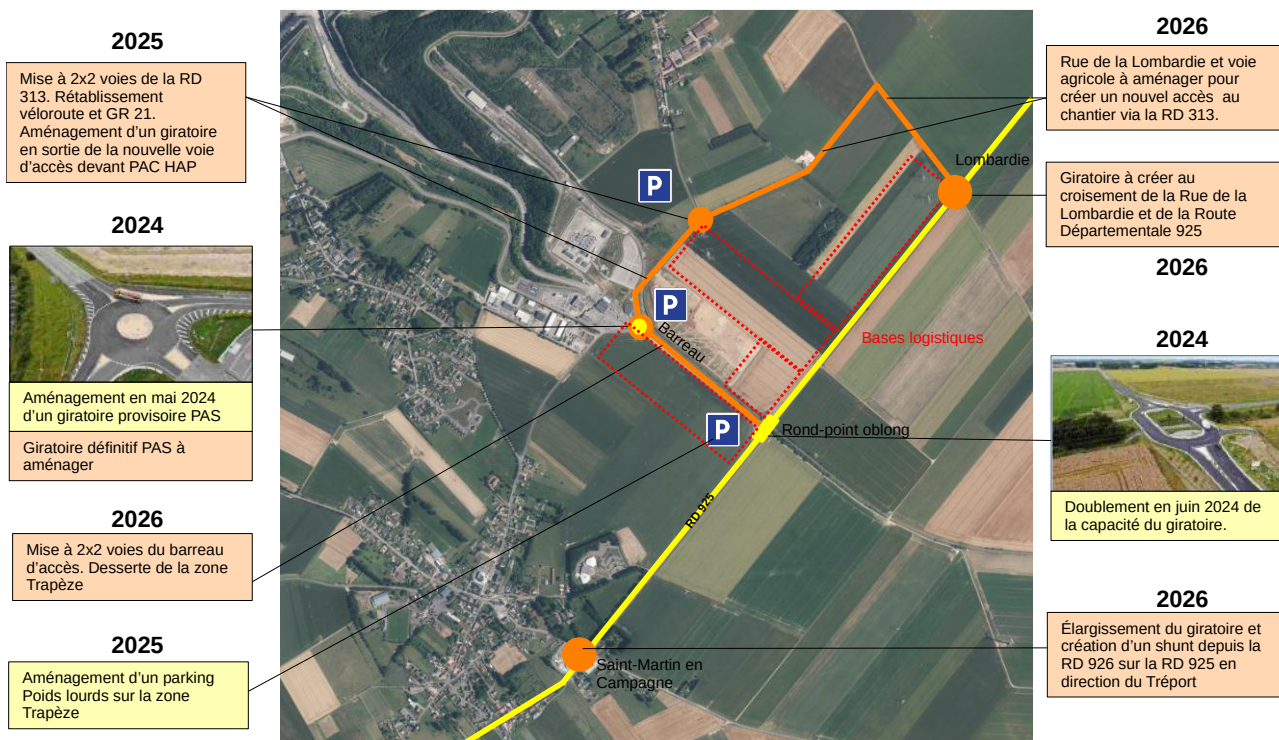 2025
Mise à 2x2 voies de la RD
313. Rétablissement
véloroute et GR 21.
Aménagement d'un giratoire
en sortie de la nouvelle voie
d'accès devant PAC HAP
2024
Aménagement en mai 2024
d'un giratoire provisoire PAS
Giratoire définitif PAS à
aménager
2026
Mise à 2x2 voies du barreau
d'accès. Desserte de la zone
Trapèze
2025
Aménagement d'un parking
Poids lourds sur la zone
Trapèze
P
P
P
Lombardie
Barreau
Bases logistiques
Rond-point oblong
RD 925
Saint-Martin en
Campagne
2026
Rue de la Lombardie et voie
agricole à aménager pour
créer un nouvel accès au
chantier via la RD 313.
Giratoire à créer au
croisement de la Rue de la
Lombardie et de la Route
Départementale 925
2026
2024
Doublement en juin 2024 de
la capacité du giratoire.
2026
Élargissement du giratoire et
création d'un shunt depuis la
RD 926 sur la RD 925 en
direction du Tréport